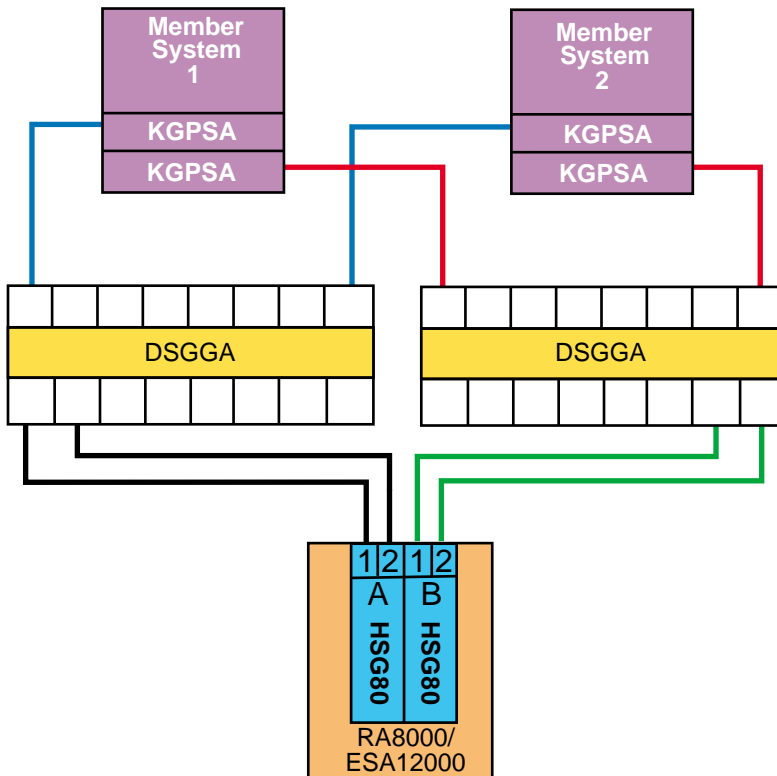 Member
System
1
KGPSA
KGPSA
Member
System
2
KGPSA
KGPSA
DSGGA
DSGGA
1 2 1 2
A B
HSG80 HSG80
RA8000/
ESA12000